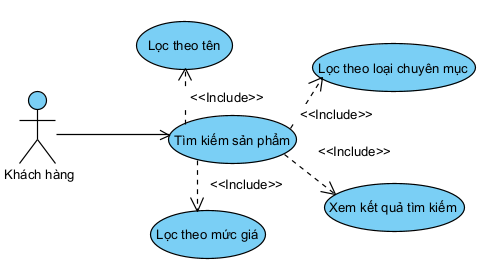 Lọc theo tên
Lọc theo loại chuyên mục
<<Include>>
<<Include>>
Tìm kiếm sản phẩm
<<Include>>
Khách hàng
<<Include>>
Xem kết quả tìm kiếm
Lọc theo mức giá